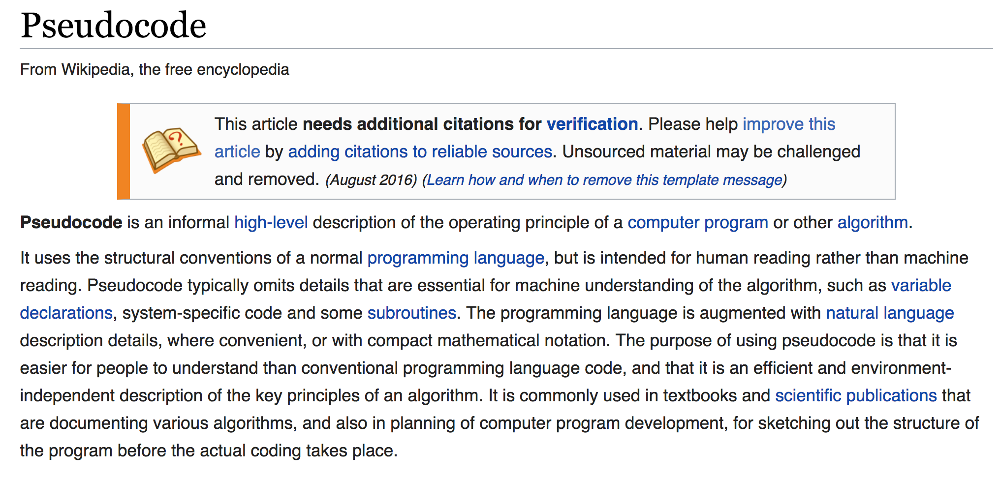 Pseudocode
From Wikipedia, the free encyclopedia
This article needs additional citations for verification. Please help improve this
article by adding citations to reliable sources. Unsourced material may be challenged
and removed. (August 2016) (Learn how and when to remove this template message)
Pseudocode is an informal high-level description of the operating principle of a computer program or other algorithm.
It uses the structural conventions of a normal programming language, but is intended for human reading rather than machine
reading. Pseudocode typically omits details that are essential for machine understanding of the algorithm, such as variable
declarations, system-specific code and some subroutines. The programming language is augmented with natural language
description details, where convenient, or with compact mathematical notation. The purpose of using pseudocode is that it is
easier for people to understand than conventional programming language code, and that it is an efficient and environment-
independent description of the key principles of an algorithm. It is commonly used in textbooks and scientific publications that
are documenting various algorithms, and also in planning of computer program development, for sketching out the structure of
the program before the actual coding takes place.